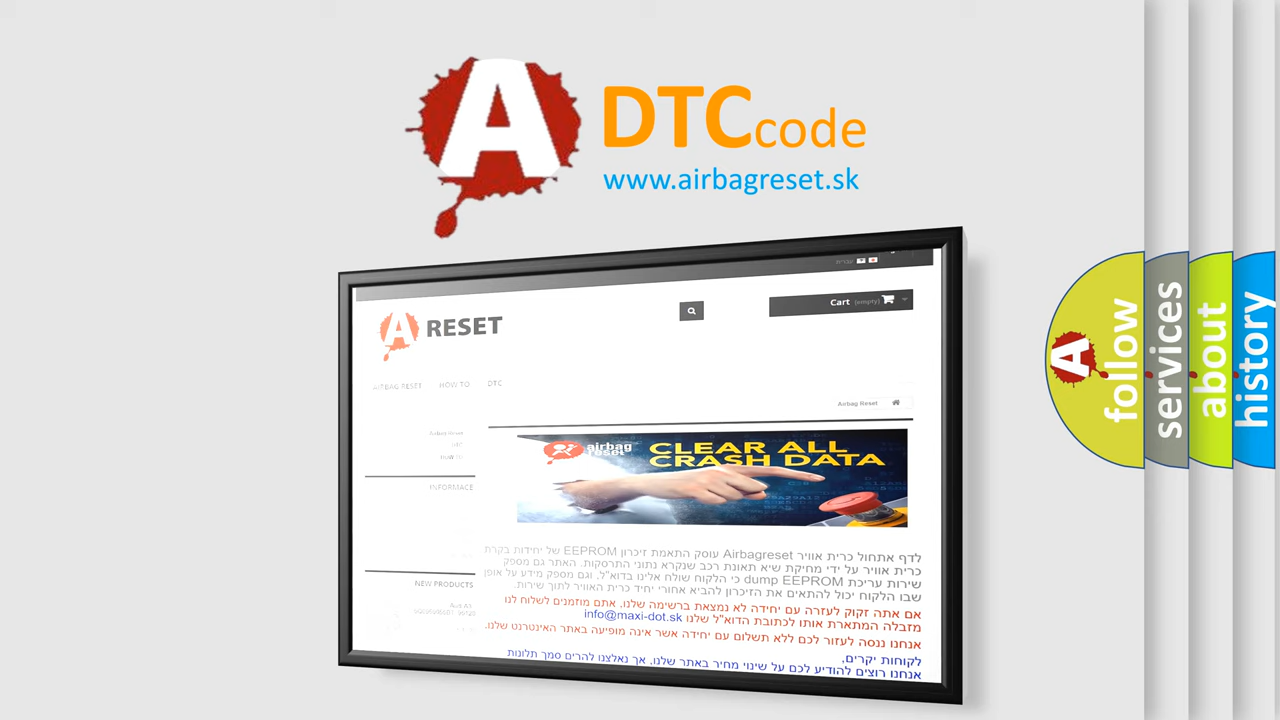 A
DTC code
www.airbagreset.sk
Cart (empty)
A RESET
AIRBAG RESET HOW TO DTC
Airbag Reset
Airbag Reset
airbag reset
CLEAR ALL
CRASH DATA
INFORMACE
NEW PRODUCTS
לדף אתחול כרית אוויר Airbagreset עוסק התאמת זיכרון EEPROM של יחידות בקרת
כרית אוויר על ידי מחיקת שיא תאונת רכב שנקרא נתוני התרסקות. האתר גם מספק
שירות עריכת dump EEPROM כי הלקוח שולח אלינו בדוא"ל, וגם מספק מידע על אופן
שבו הלקוח יכול להתאים את הזיכרון להביא אחורי יחיד כרית האוויר לתוך שירות.
אם אתה זקוק לעזרה עם יחידה לא נמצאת ברשימה שלנו, אתם מוזמנים לשלוח לנו
מזבלה המתארת אותו לכתובת הדוא"ל שלנו info@maxi-dot.sk
אנחנו ננסה לעזור לכם ללא תשלום עם יחידה אשר אינה מופיעה באתר האינטרנט שלנו.
לקוחות יקרים,
אנחנו רוצים להודיע לכם על שינוי מחיר באתר שלנו, אך נאלצנו להרים סמך תלונות
A follow
services
about
history